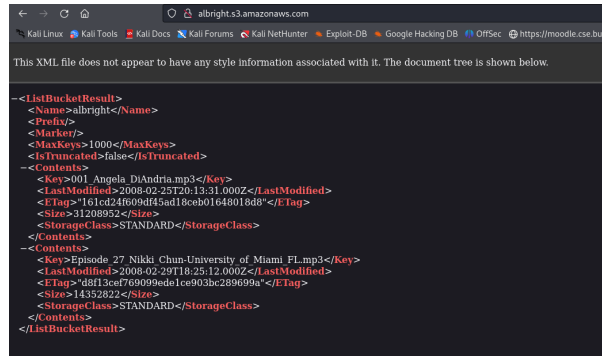 albright.s3.amazonaws.com
Kali Linux Kali Tools Kali Docs Kali Forums Kali NetHunter Exploit-DB Google Hacking DB OffSec https://moodle.cse.bu
This XML file does not appear to have any style information associated with it. The document tree is shown below.
−<ListBucketResult>
<Name>albright</Name>
<Prefix/>
<Marker/>
<MaxKeys>1000</MaxKeys>
<IsTruncated>false</IsTruncated>
−<Contents>
<Key>001_Angela_DiAndria.mp3</Key>
<LastModified>2008-02-25T20:13:31.000Z</LastModified>
<ETag>"161cd24f609df45ad18ceb01648018d8"</ETag>
<Size>31208952</Size>
<StorageClass>STANDARD</StorageClass>
</Contents>
−<Contents>
<Key>Episode_27_Nikki_Chun-University_of_Miami_FL.mp3</Key>
<LastModified>2008-02-29T18:25:12.000Z</LastModified>
<ETag>"d8f13cef769099ede1ce903bc289699a"</ETag>
<Size>14352822</Size>
<StorageClass>STANDARD</StorageClass>
</Contents>
</ListBucketResult>